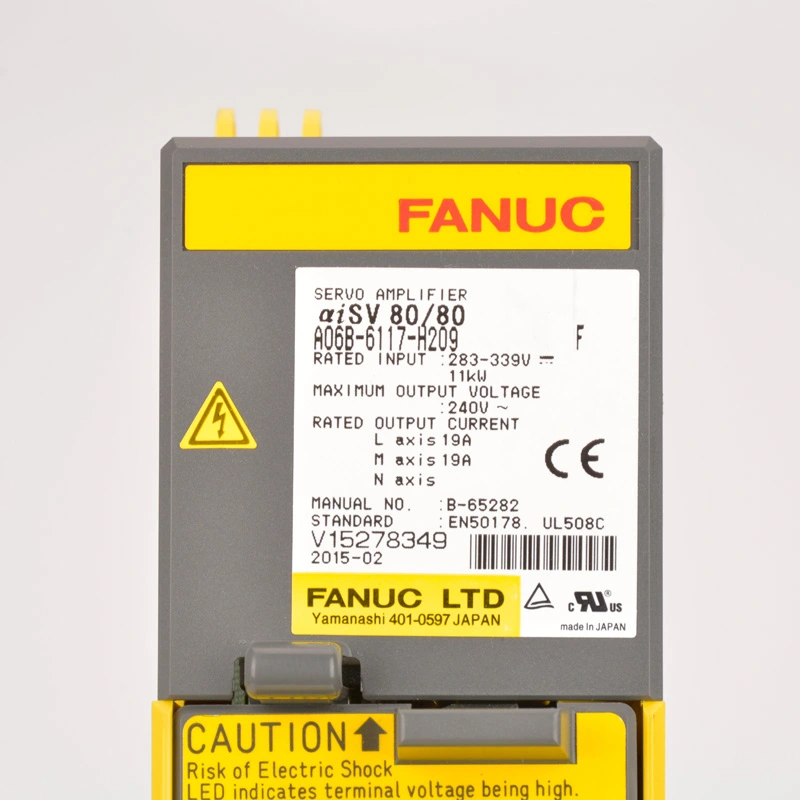 FANUC
SERVO AMPLIFIER
αiSV 80/80
A06B-6117-H209 F
RATED INPUT :283-339V ⎓
11kW
MAXIMUM OUTPUT VOLTAGE
:240V ~
RATED OUTPUT CURRENT
L axis 19A
M axis 19A
N axis
CE
MANUAL NO. :B-65282
STANDARD :EN50178. UL508C
V15278349
2015-02
FANUC LTD
Yamanashi 401-0597 JAPAN
c RU® US
made In JAPAN
CAUTION
Risk of Electric Shock
LED indicates terminal voltage being high.